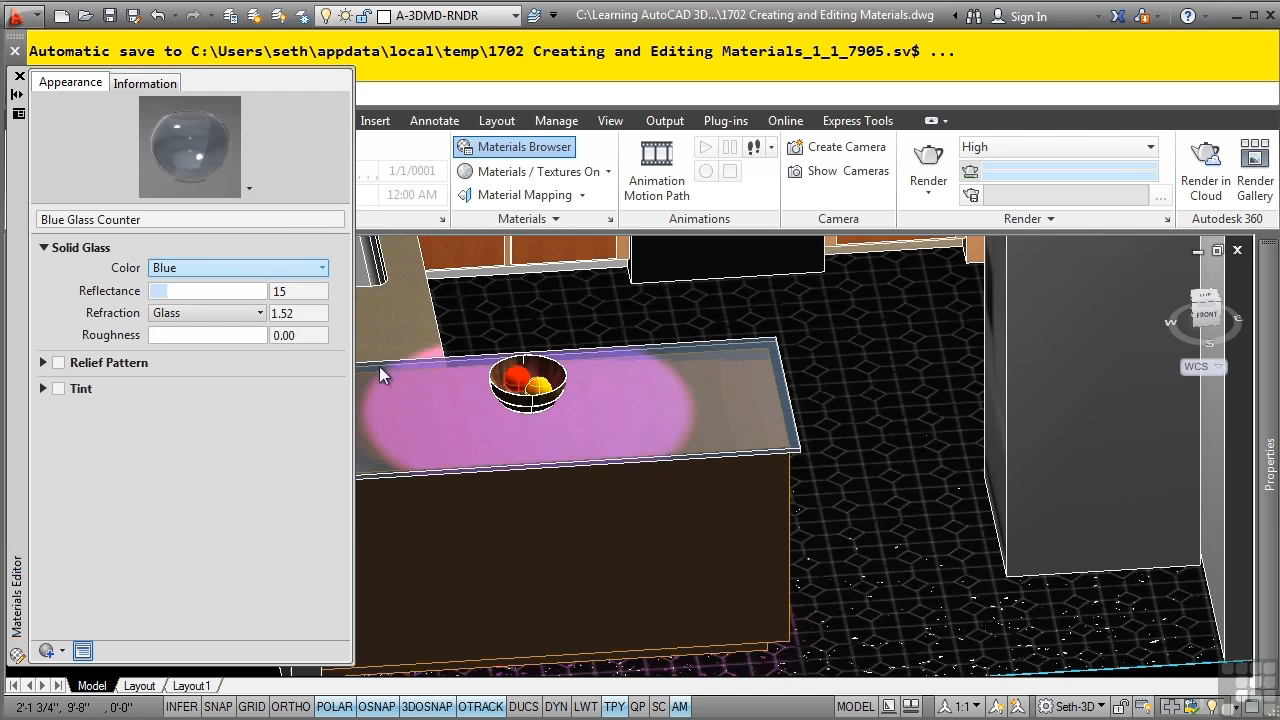 A-3DMD-RNDR
C:\Learning AutoCAD 3D...\1702 Creating and Editing Materials.dwg
Sign In
Automatic save to C:\Users\seth\appdata\local\temp\1702 Creating and Editing Materials_1_1_7905.sv$ ...
Appearance
Information
Insert Annotate Layout Manage View Output Plug-ins Online Express Tools
Materials Browser
Materials / Textures On
Material Mapping
Materials
1/1/0001
12:00 AM
Animation
Motion Path
Animations
Create Camera
Show Cameras
Camera
Render
High
Render
Render in
Cloud
Render
Gallery
Autodesk 360
Blue Glass Counter
Solid Glass
Color Blue
Reflectance 15
Refraction Glass 1.52
Roughness 0.00
Relief Pattern
Tint
Materials Editor
TOP
FRONT
W
E
S
WCS
Properties
Model Layout Layout1
2'-1 3/4", 9'-8" ,0'-0" INFER SNAP GRID ORTHO POLAR OSNAP 3DOSNAP OTRACK DUCS DYN LWT TPY QP SC AM MODEL 1:1 Seth-3D